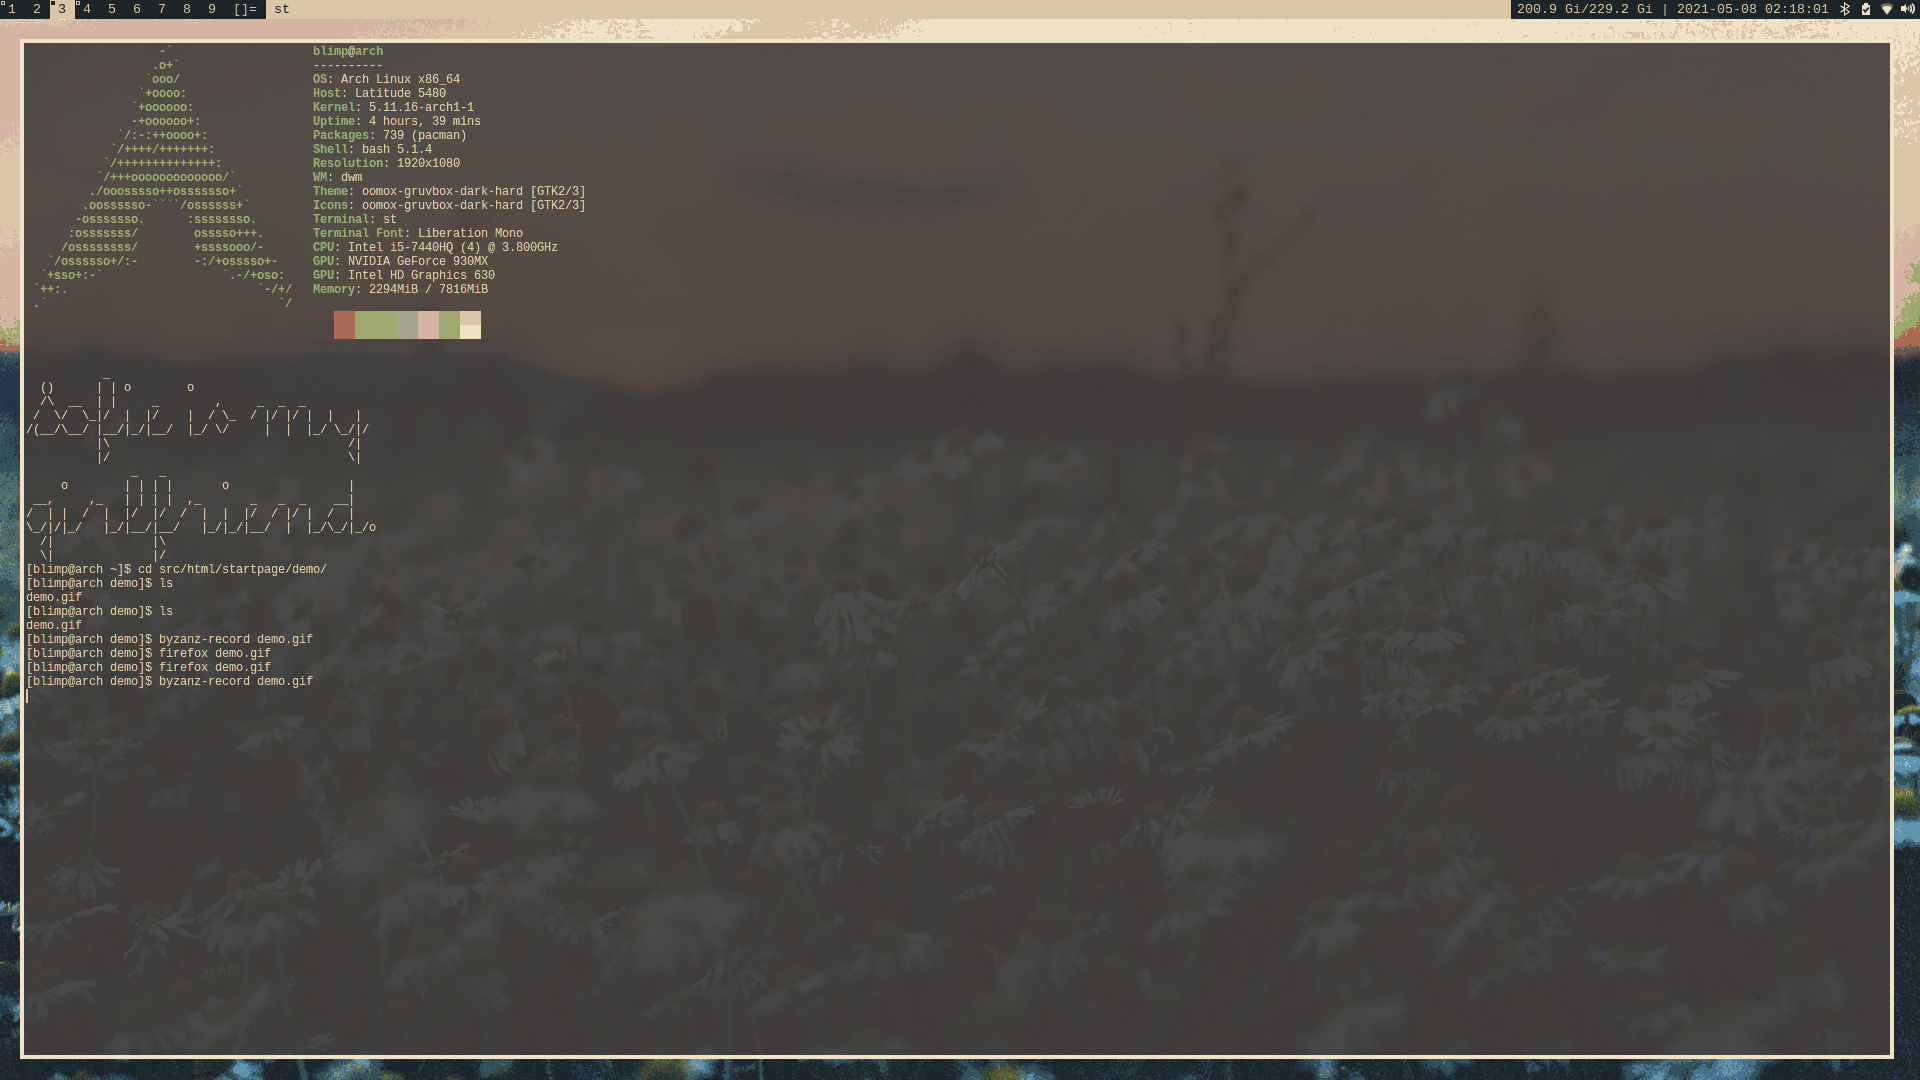 1 2 3 4 5 6 7 8 9 []= st 200.9 Gi/229.2 Gi | 2021-05-08 02:18:01
blimp@arch
----------
OS: Arch Linux x86_64
Host: Latitude 5480
Kernel: 5.11.16-arch1-1
Uptime: 4 hours, 39 mins
Packages: 739 (pacman)
Shell: bash 5.1.4
Resolution: 1920x1080
WM: dwm
Theme: oomox-gruvbox-dark-hard [GTK2/3]
Icons: oomox-gruvbox-dark-hard [GTK2/3]
Terminal: st
Terminal Font: Liberation Mono
CPU: Intel i5-7440HQ (4) @ 3.800GHz
GPU: NVIDIA GeForce 930MX
GPU: Intel HD Graphics 630
Memory: 2294MiB / 7816MiB
[blimp@arch ~]$ cd src/html/startpage/demo/
[blimp@arch demo]$ ls
demo.gif
[blimp@arch demo]$ ls
demo.gif
[blimp@arch demo]$ byzanz-record demo.gif
[blimp@arch demo]$ firefox demo.gif
[blimp@arch demo]$ firefox demo.gif
[blimp@arch demo]$ byzanz-record demo.gif